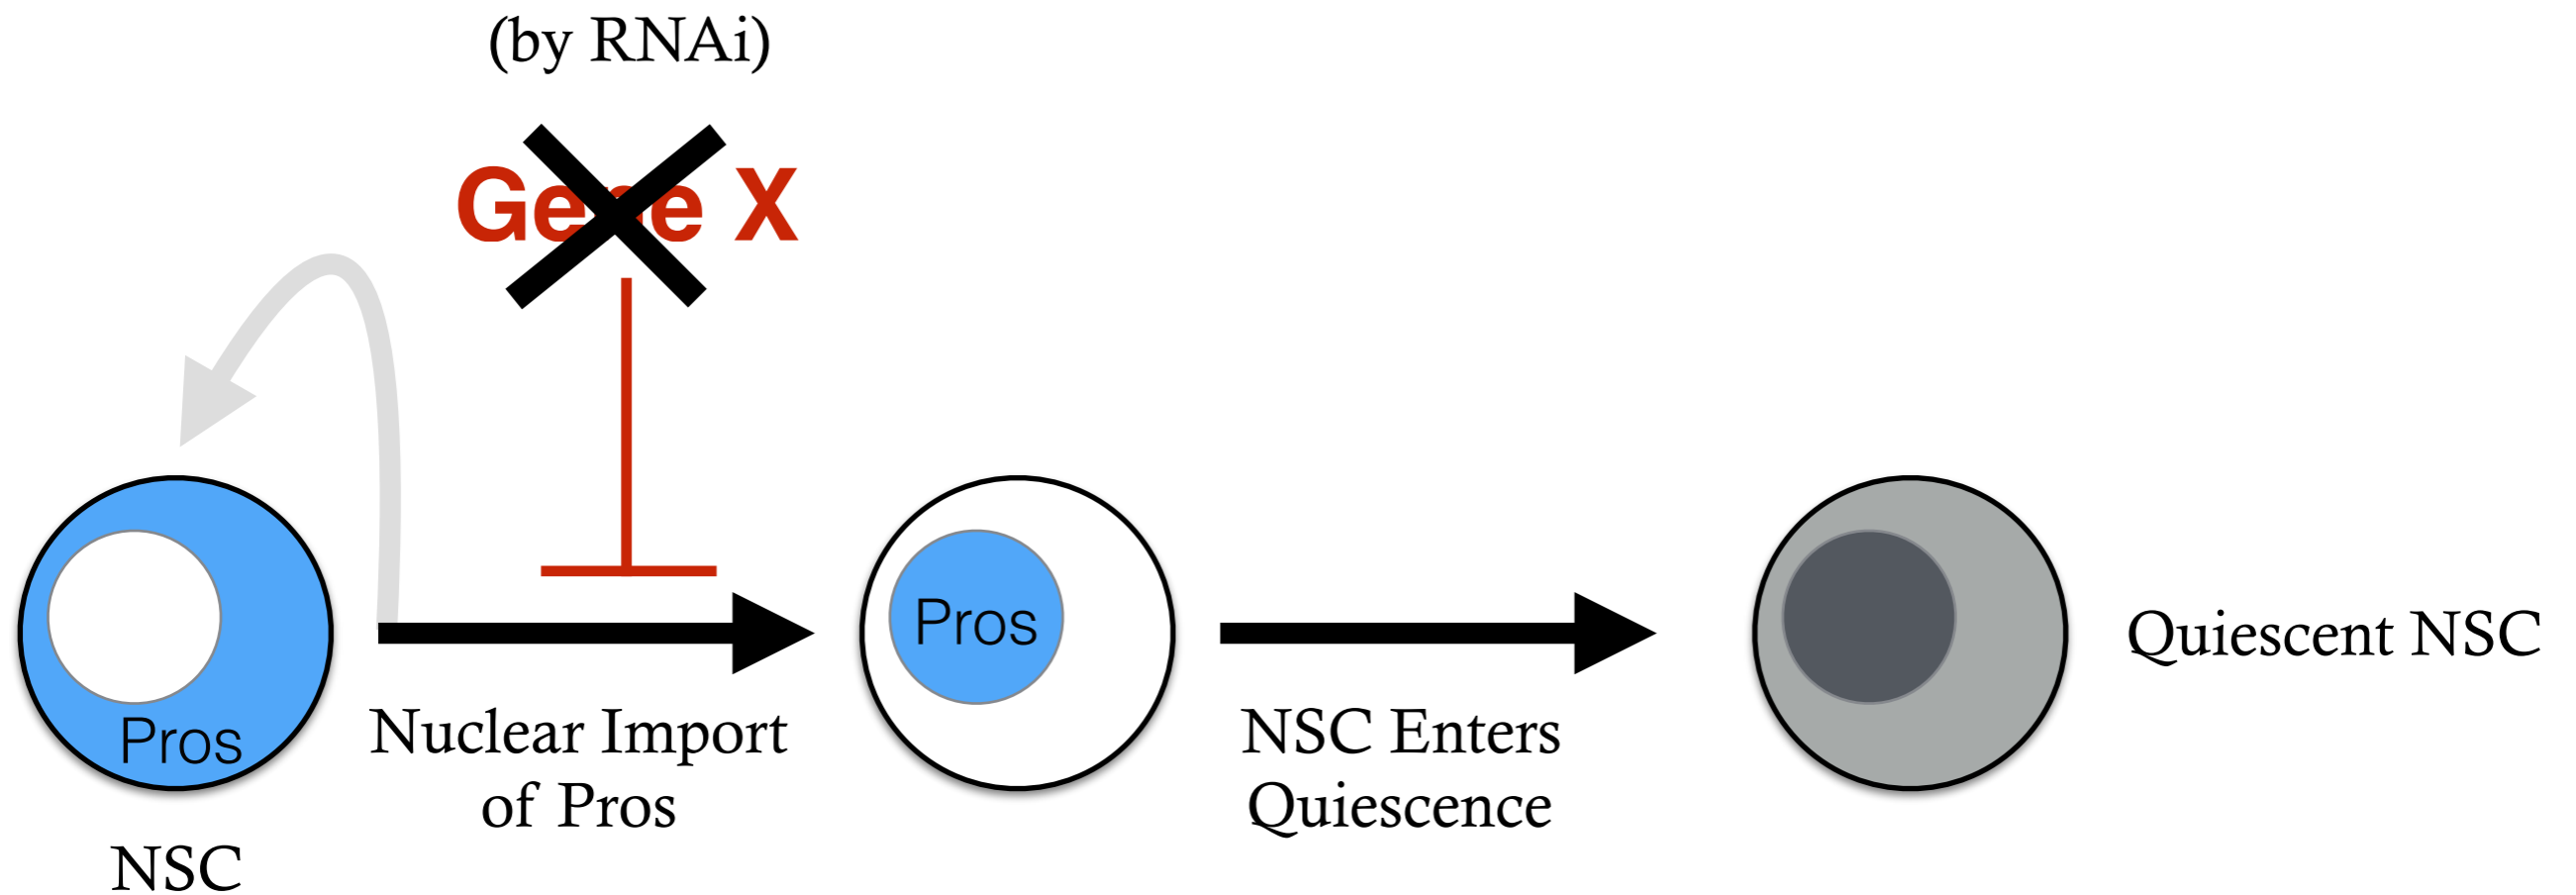 (by RNAi)
Gene X
Pros
NSC
Nuclear Import
of Pros
Pros
NSC Enters
Quiescence
Quiescent NSC